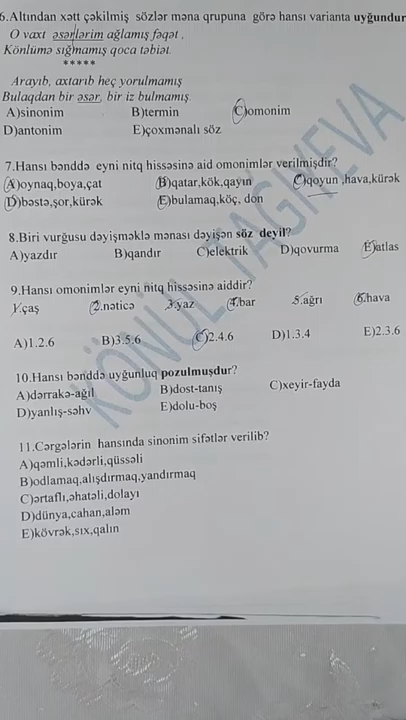 6.Altından xətt çəkilmiş sözlər məna qrupuna görə hansı varianta uyğundur
O vaxt əsərlərim ağlamış fəqət,
Könlümə sığmamış qoca təbiət.
*****
Arayıb, axtarıb heç yorulmamış
Bulaqdan bir əsər, bir iz bulmamış.
A)sinonim B)termin C)omonim
D)antonim E)çoxmənalı söz
7.Hansı bənddə eyni nitq hissəsinə aid omonimlər verilmişdir?
A)oynaq,boya,çat B)qatar,kök,qayın C)qoyun,hava,kürək
D)bəstə,şor,kürək E)bulamaq,köç, don
8.Biri vurğusu dəyişməklə mənası dəyişən söz deyil?
A)yazdır B)qandır C)elektrik D)qovurma E)atlas
9.Hansı omonimlər eyni nitq hissəsinə aiddir?
1.çaş 2.nəticə 3.yaz 4.bar 5.ağrı 6.hava
A)1.2.6 B)3.5.6 C)2.4.6 D)1.3.4 E)2.3.6
10.Hansı bənddə uyğunluq pozulmuşdur?
A)dərrakə-ağıl B)dost-tanış C)xeyir-fayda
D)yanlış-səhv E)dolu-boş
11.Cərgələrin hansında sinonim sifətlər verilib?
A)qəmli,kədərli,qüssəli
B)odlamaq,alışdırmaq,yandırmaq
C)ərtaflı,əhatəli,dolayı
D)dünya,cahan,aləm
E)kövrək,sıx,qalın
KÖNÜL TAĞIYEVA